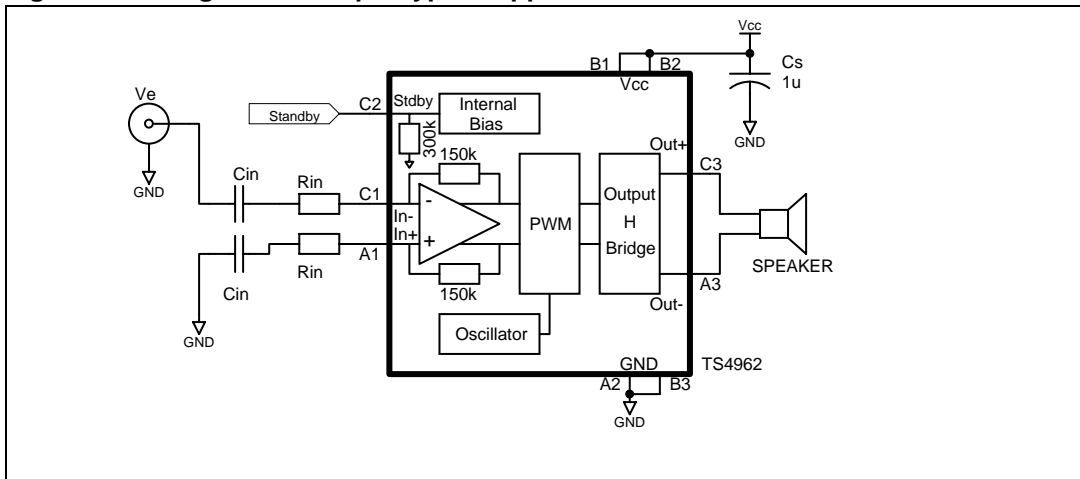 Vcc
B1
B2
Cs
1u
Vcc
GND
Ve
GND
Standby
C2
Stdby
300k
Internal
Bias
150k
Out+
C3
Cin
Rin
C1
In-
-
In+
+
A1
Rin
Cin
GND
PWM
Output
H
Bridge
SPEAKER
150k
A3
Out-
Oscillator
GND
TS4962
A2
B3
GND